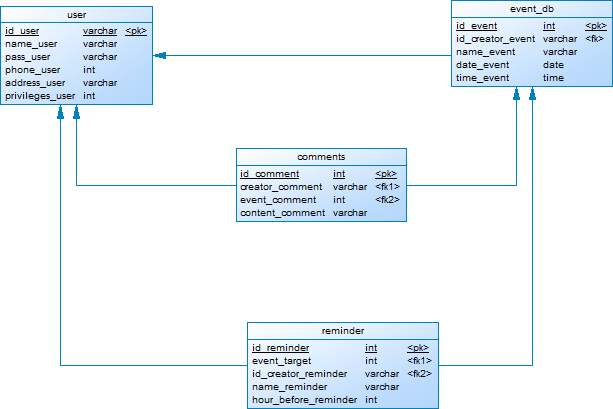 user
id_user varchar <pk>
name_user varchar
pass_user varchar
phone_user int
address_user varchar
privileges_user int
event_db
id_event int <pk>
id_creator_event varchar <fk>
name_event varchar
date_event date
time_event time
comments
id_comment int <pk>
creator_comment varchar <fk1>
event_comment int <fk2>
content_comment varchar
reminder
id_reminder int <pk>
event_target int <fk1>
id_creator_reminder varchar <fk2>
name_reminder varchar
hour_before_reminder int